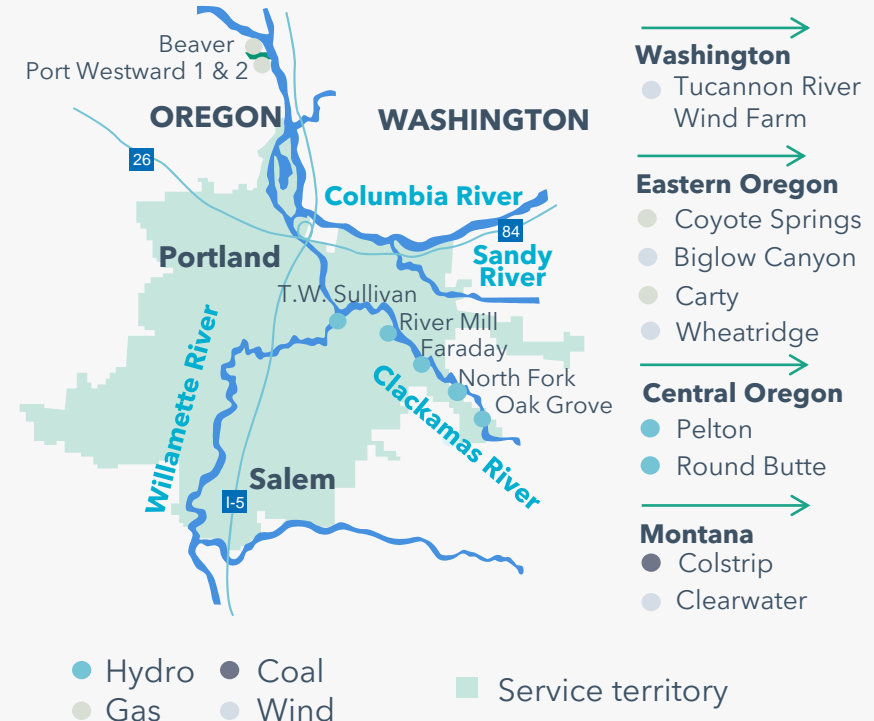 Beaver
Port Westward 1 & 2
OREGON
WASHINGTON
26
Columbia River
84
Portland
Sandy
River
T.W. Sullivan
River Mill
Faraday
North Fork
Oak Grove
Willamette River
Clackamas River
Salem
I-5
Washington
Tucannon River
Wind Farm
Eastern Oregon
Coyote Springs
Biglow Canyon
Carty
Wheatridge
Central Oregon
Pelton
Round Butte
Montana
Colstrip
Clearwater
Hydro
Coal
Gas
Wind
Service territory